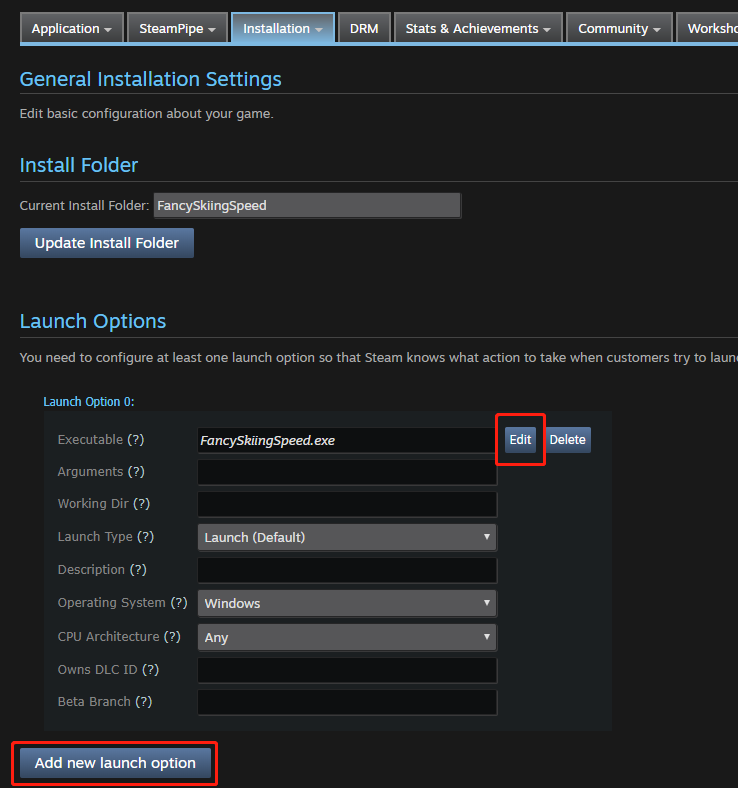 Application SteamPipe Installation DRM Stats & Achievements Community
General Installation Settings
Edit basic configuration about your game.
Install Folder
Current Install Folder: FancySkiingSpeed
Update Install Folder
Launch Options
You need to configure at least one launch option so that Steam knows what action to take when customers try to
Launch Option 0:
Executable (?) FancySkiingSpeed.exe Edit Delete
Arguments (?)
Working Dir (?)
Launch Type (?) Launch (Default)
Description (?)
Operating System (?) Windows
CPU Architecture (?) Any
Owns DLC ID (?)
Beta Branch (?)
Add new launch option